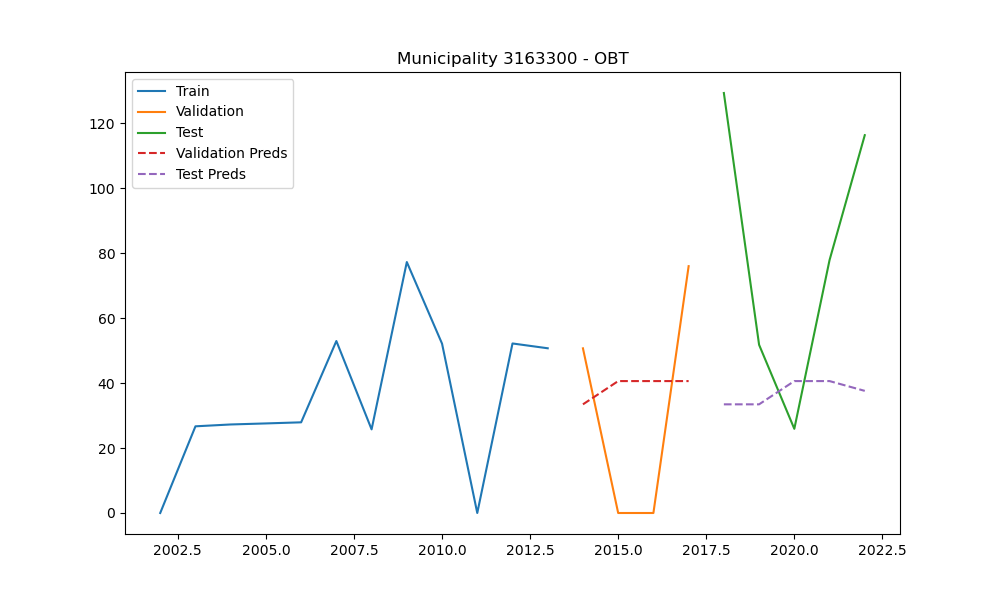 Municipality 3163300 - OBT
Train
Validation
Test
Validation Preds
Test Preds
120
100
80
60
40
20
0
2002.5 2005.0 2007.5 2010.0 2012.5 2015.0 2017.5 2020.0 2022.5